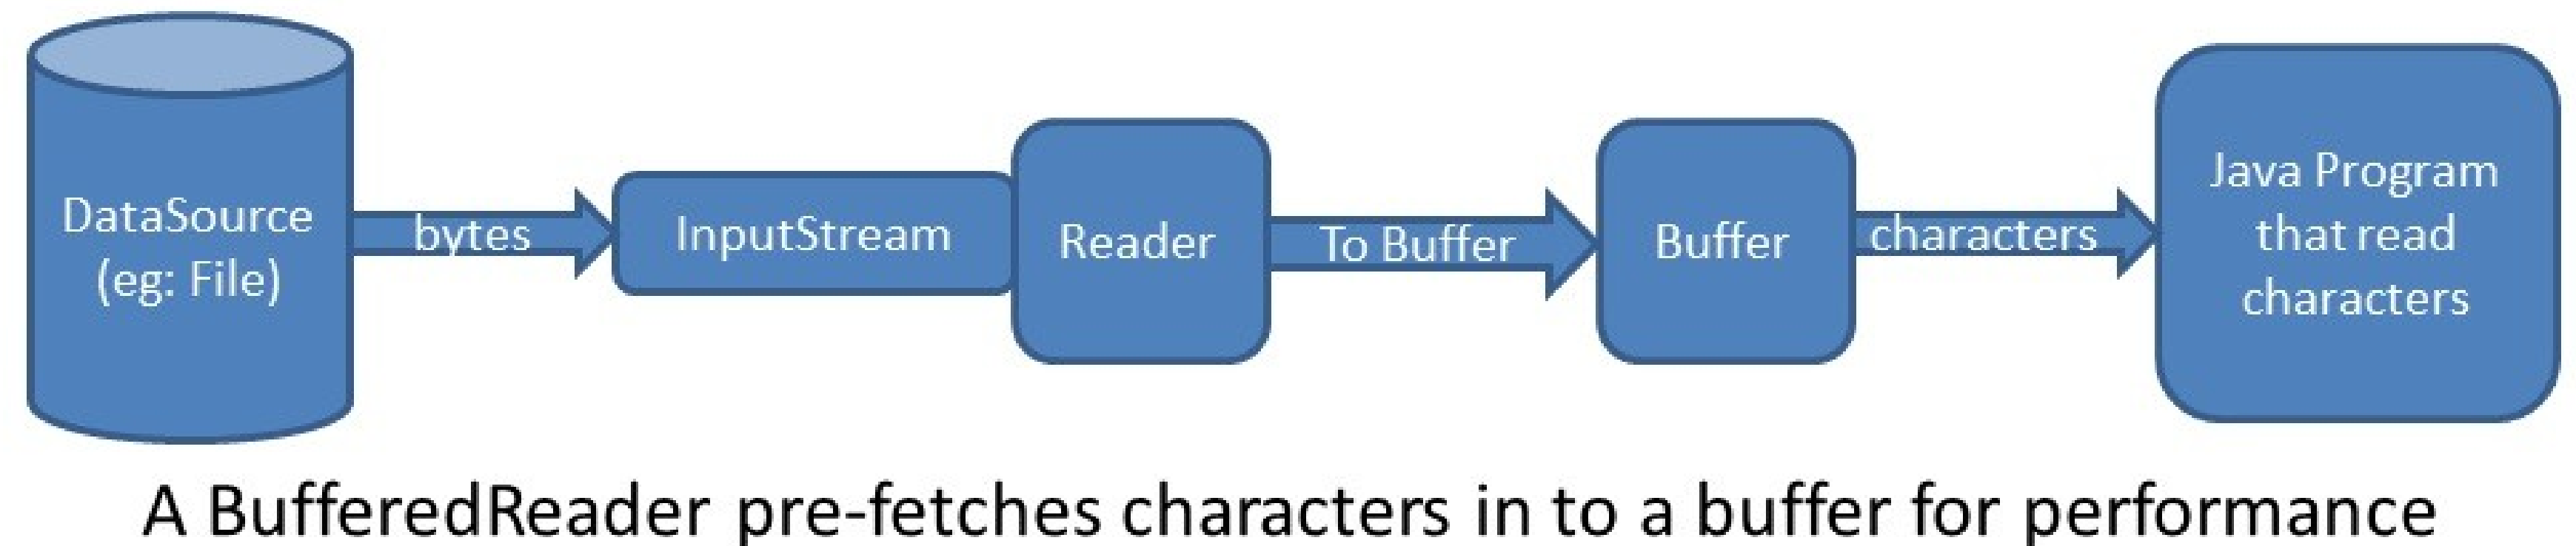 DataSource
(eg: File)
bytes
InputStream
Reader
To Buffer
Buffer
characters
Java Program
that read
characters
A BufferedReader pre-fetches characters in to a buffer for performance